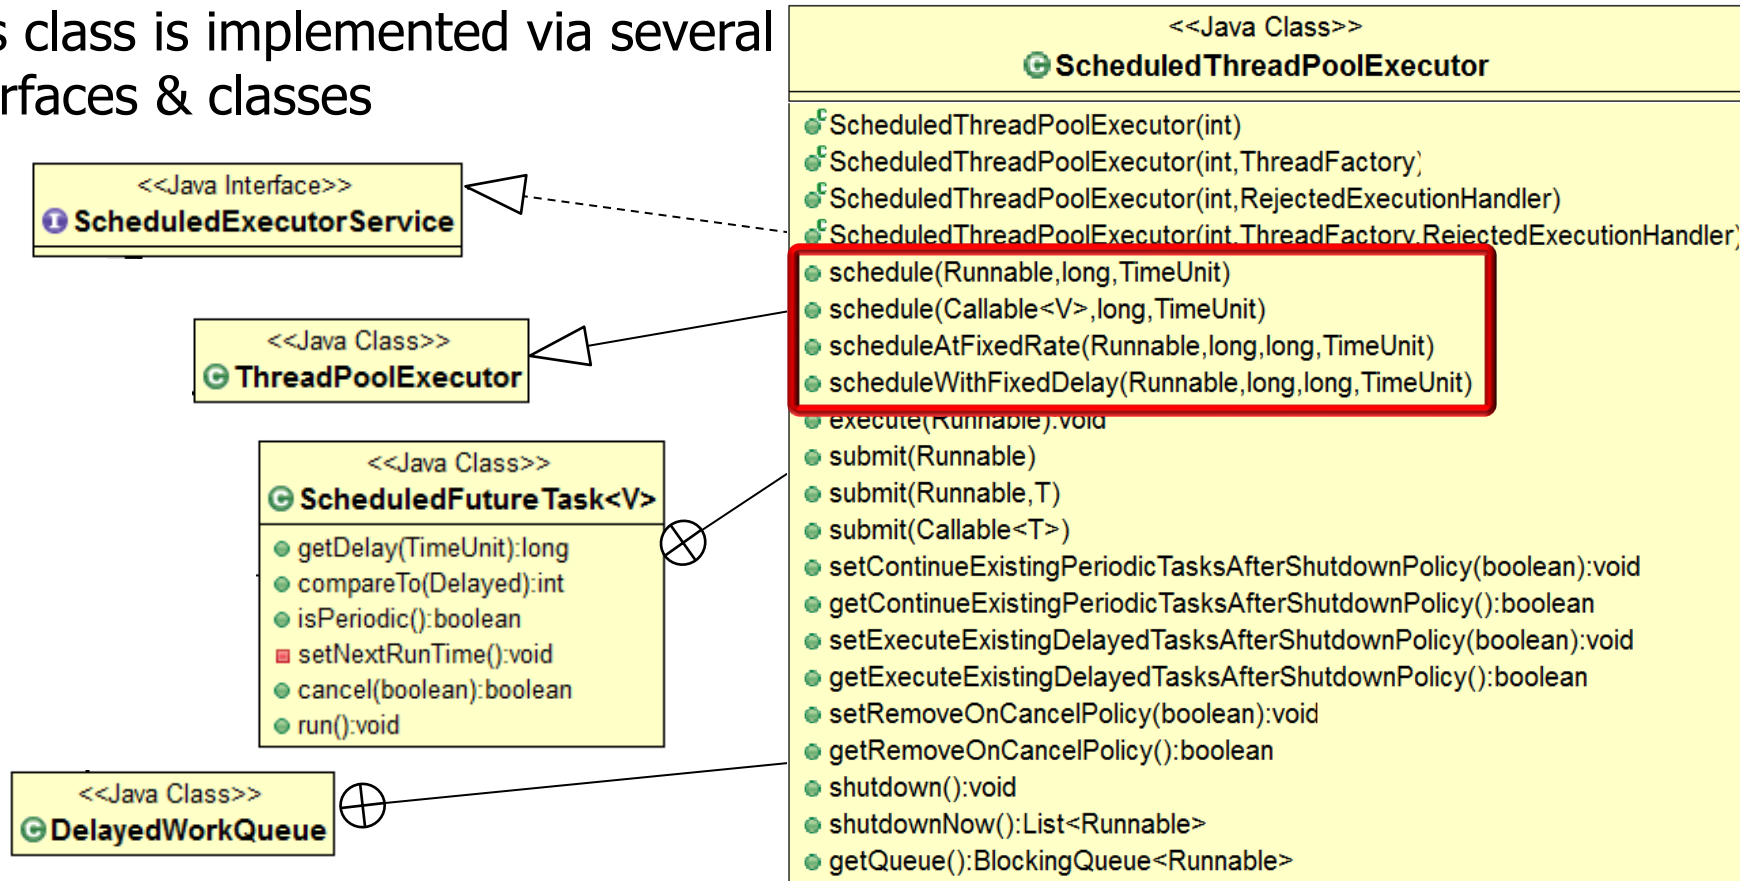 s class is implemented via several
rfaces & classes
<<Java Interface>>
ScheduledExecutorService
<<Java Class>>
ThreadPoolExecutor
<<Java Class>>
ScheduledFutureTask<V>
getDelay(TimeUnit):long
compareTo(Delayed):int
isPeriodic():boolean
setNextRunTime():void
cancel(boolean):boolean
run():void
<<Java Class>>
DelayedWorkQueue
<<Java Class>>
ScheduledThreadPoolExecutor
ScheduledThreadPoolExecutor(int)
ScheduledThreadPoolExecutor(int,ThreadFactory)
ScheduledThreadPoolExecutor(int,RejectedExecutionHandler)
ScheduledThreadPoolExecutor(int,ThreadFactory,RejectedExecutionHandler)
schedule(Runnable,long,TimeUnit)
schedule(Callable<V>,long,TimeUnit)
scheduleAtFixedRate(Runnable,long,long,TimeUnit)
scheduleWithFixedDelay(Runnable,long,long,TimeUnit)
execute(Runnable):void
submit(Runnable)
submit(Runnable,T)
submit(Callable<T>)
setContinueExistingPeriodicTasksAfterShutdownPolicy(boolean):void
getContinueExistingPeriodicTasksAfterShutdownPolicy():boolean
setExecuteExistingDelayedTasksAfterShutdownPolicy(boolean):void
getExecuteExistingDelayedTasksAfterShutdownPolicy():boolean
setRemoveOnCancelPolicy(boolean):void
getRemoveOnCancelPolicy():boolean
shutdown():void
shutdownNow():List<Runnable>
getQueue():BlockingQueue<Runnable>